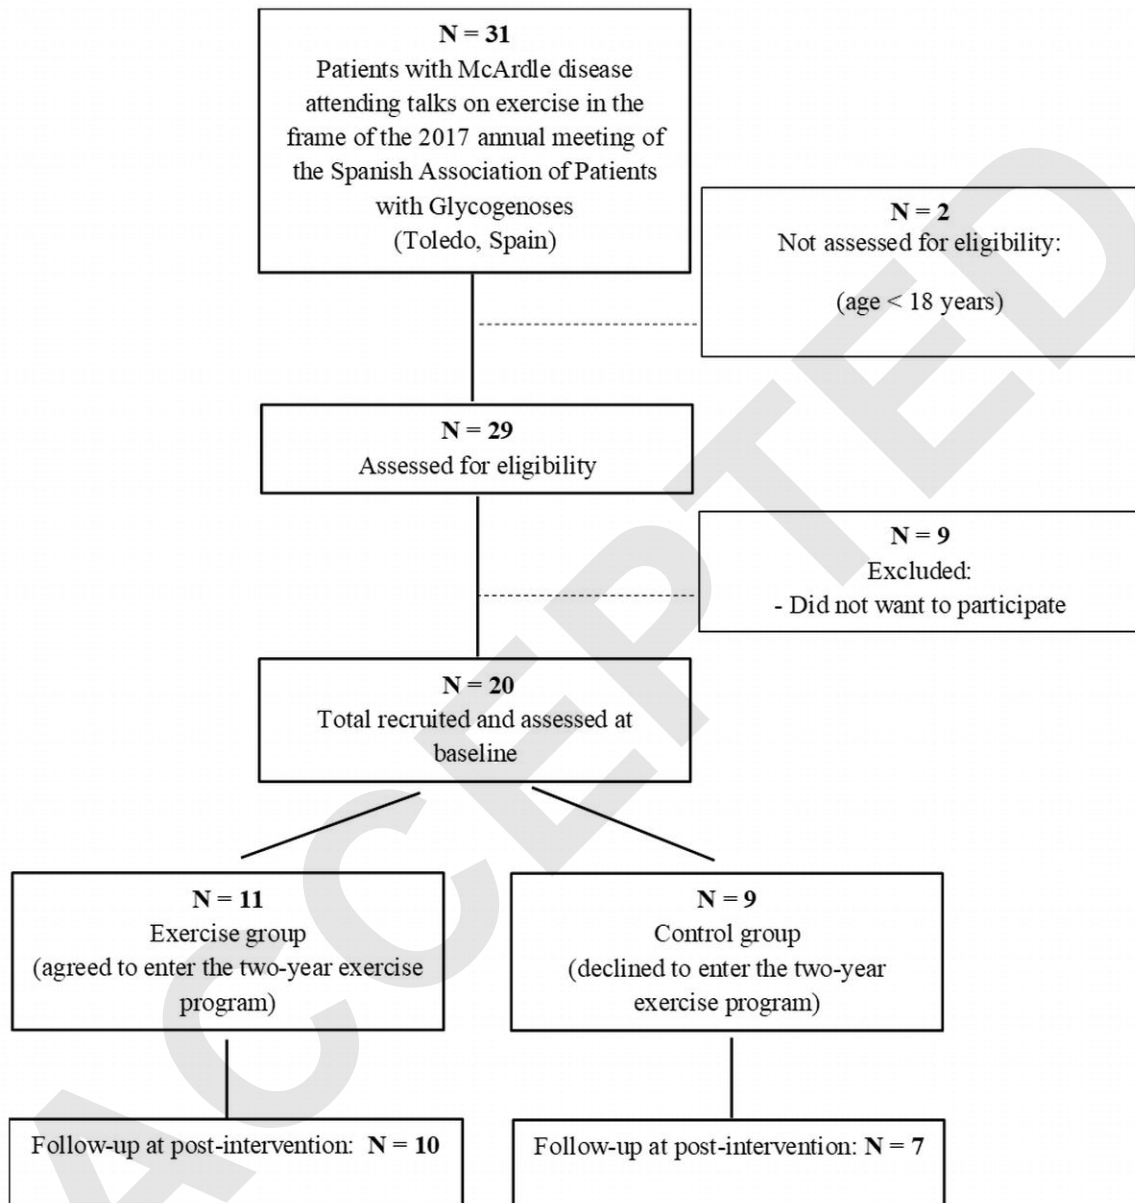 N = 31
Patients with McArdle disease
attending talks on exercise in the
frame of the 2017 annual meeting of
the Spanish Association of Patients
with Glycogenoses
(Toledo, Spain)
N = 2
Not assessed for eligibility:
(age < 18 years)
N = 29
Assessed for eligibility
N = 9
Excluded:
- Did not want to participate
N = 20
Total recruited and assessed at
baseline
N = 11
Exercise group
(agreed to enter the two-year exercise
program)
N = 9
Control group
(declined to enter the two-year
exercise program)
Follow-up at post-intervention: N = 10
Follow-up at post-intervention: N = 7
ACCEPTED